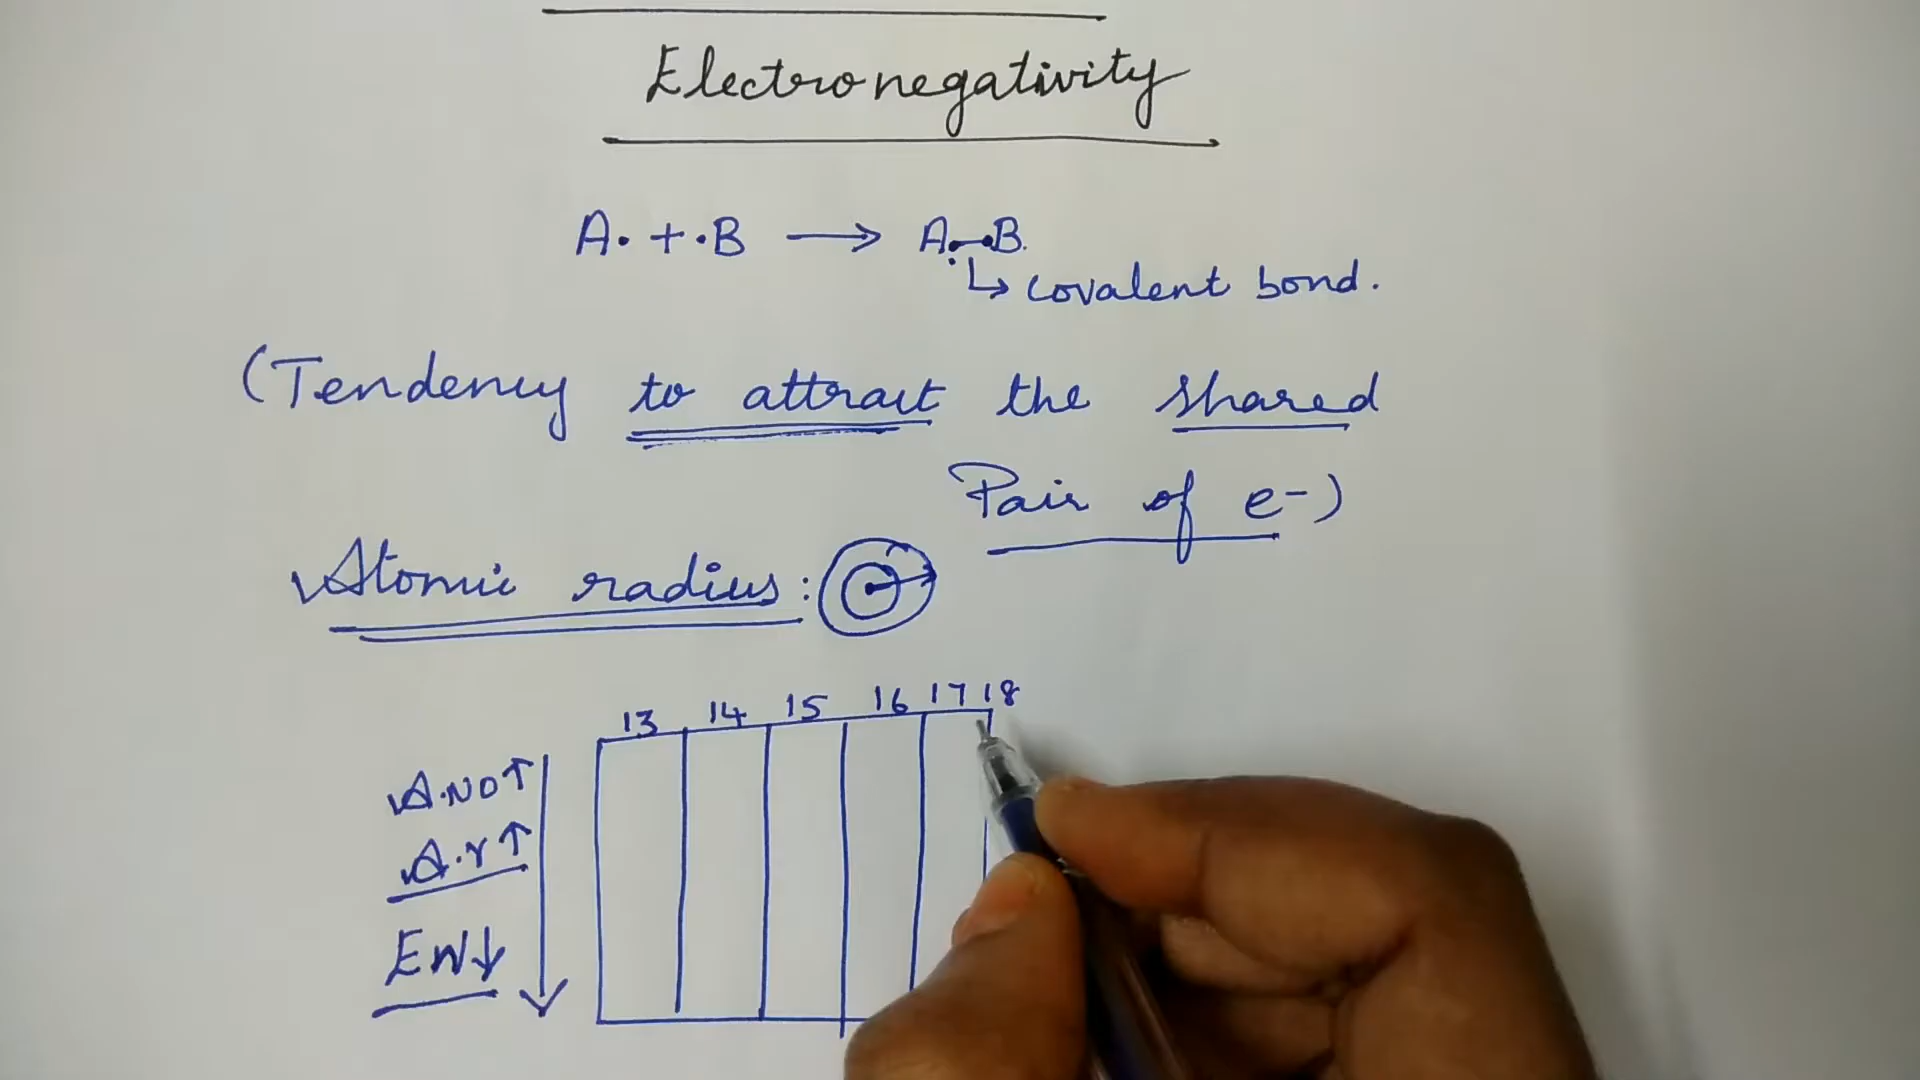 Electronegativity
A· + ·B → A·–·B.
↳ covalent bond.
(Tendency to attract the shared
Pair of e-)
Atomic radius:
13 14 15 16 17 18
A.NO↑
A.r↑
EN↓